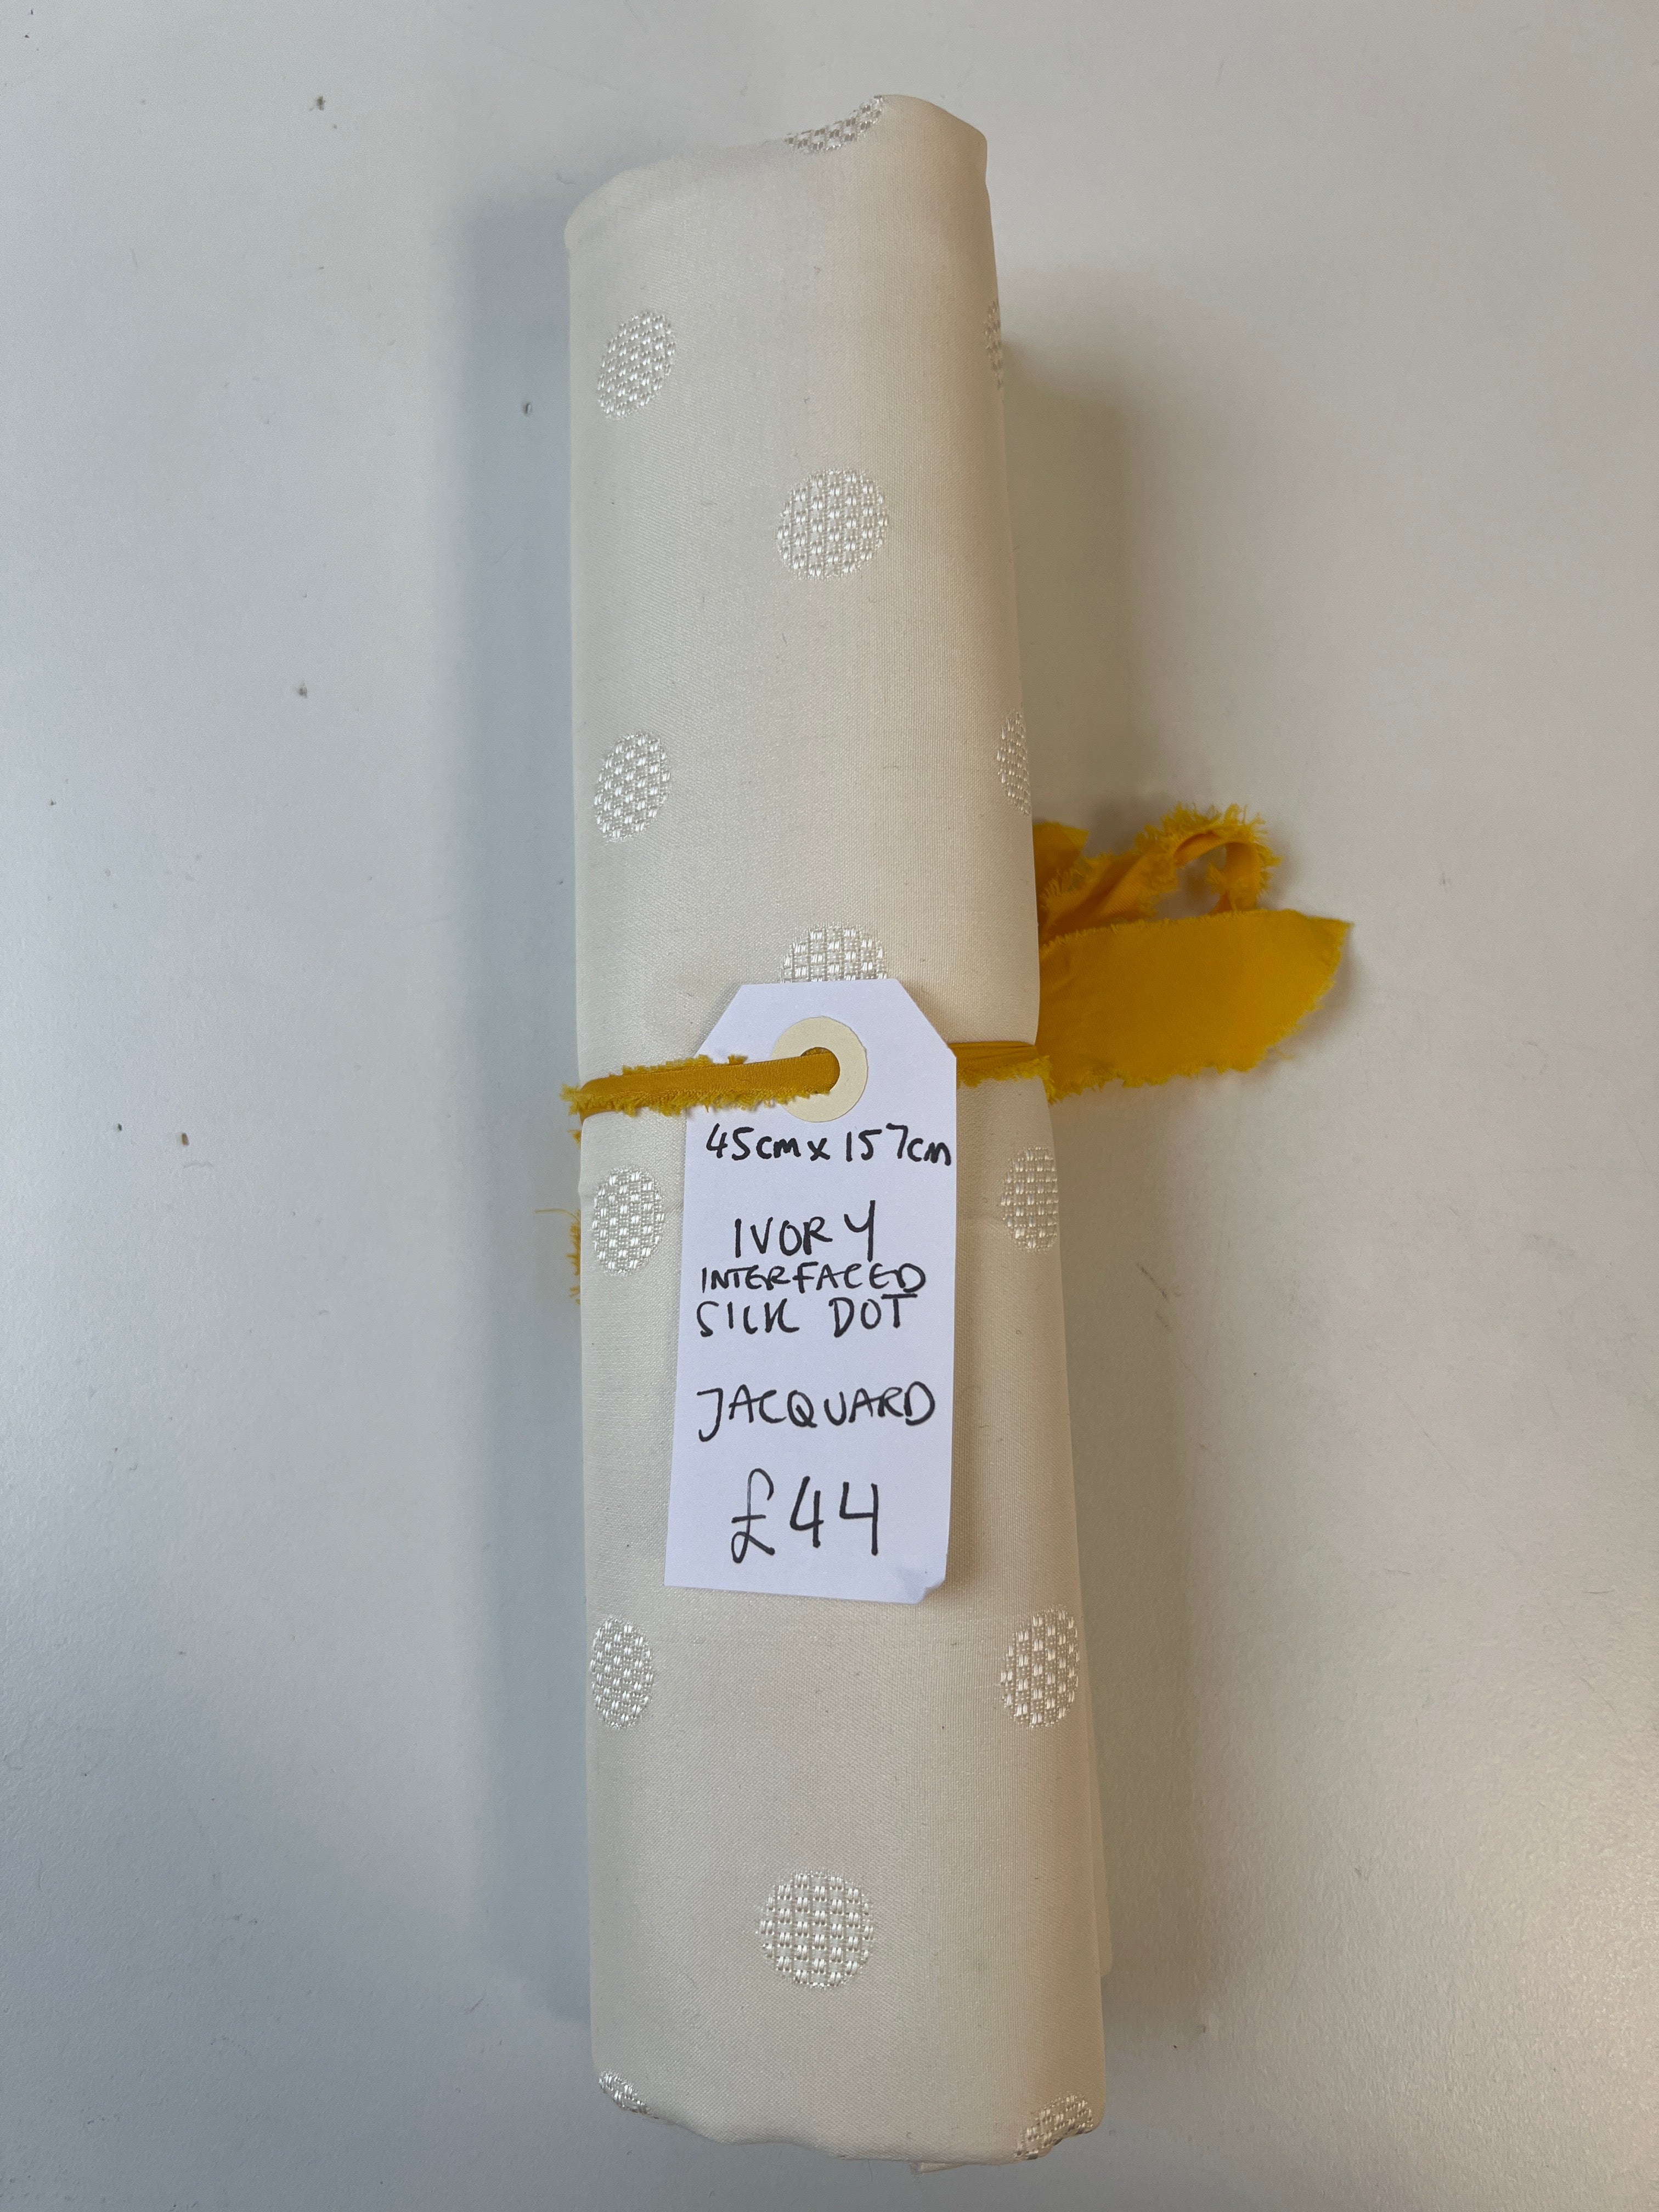 45cm x 157cm
IVORY
INTERFACED
SILK DOT
JACQUARD
£44